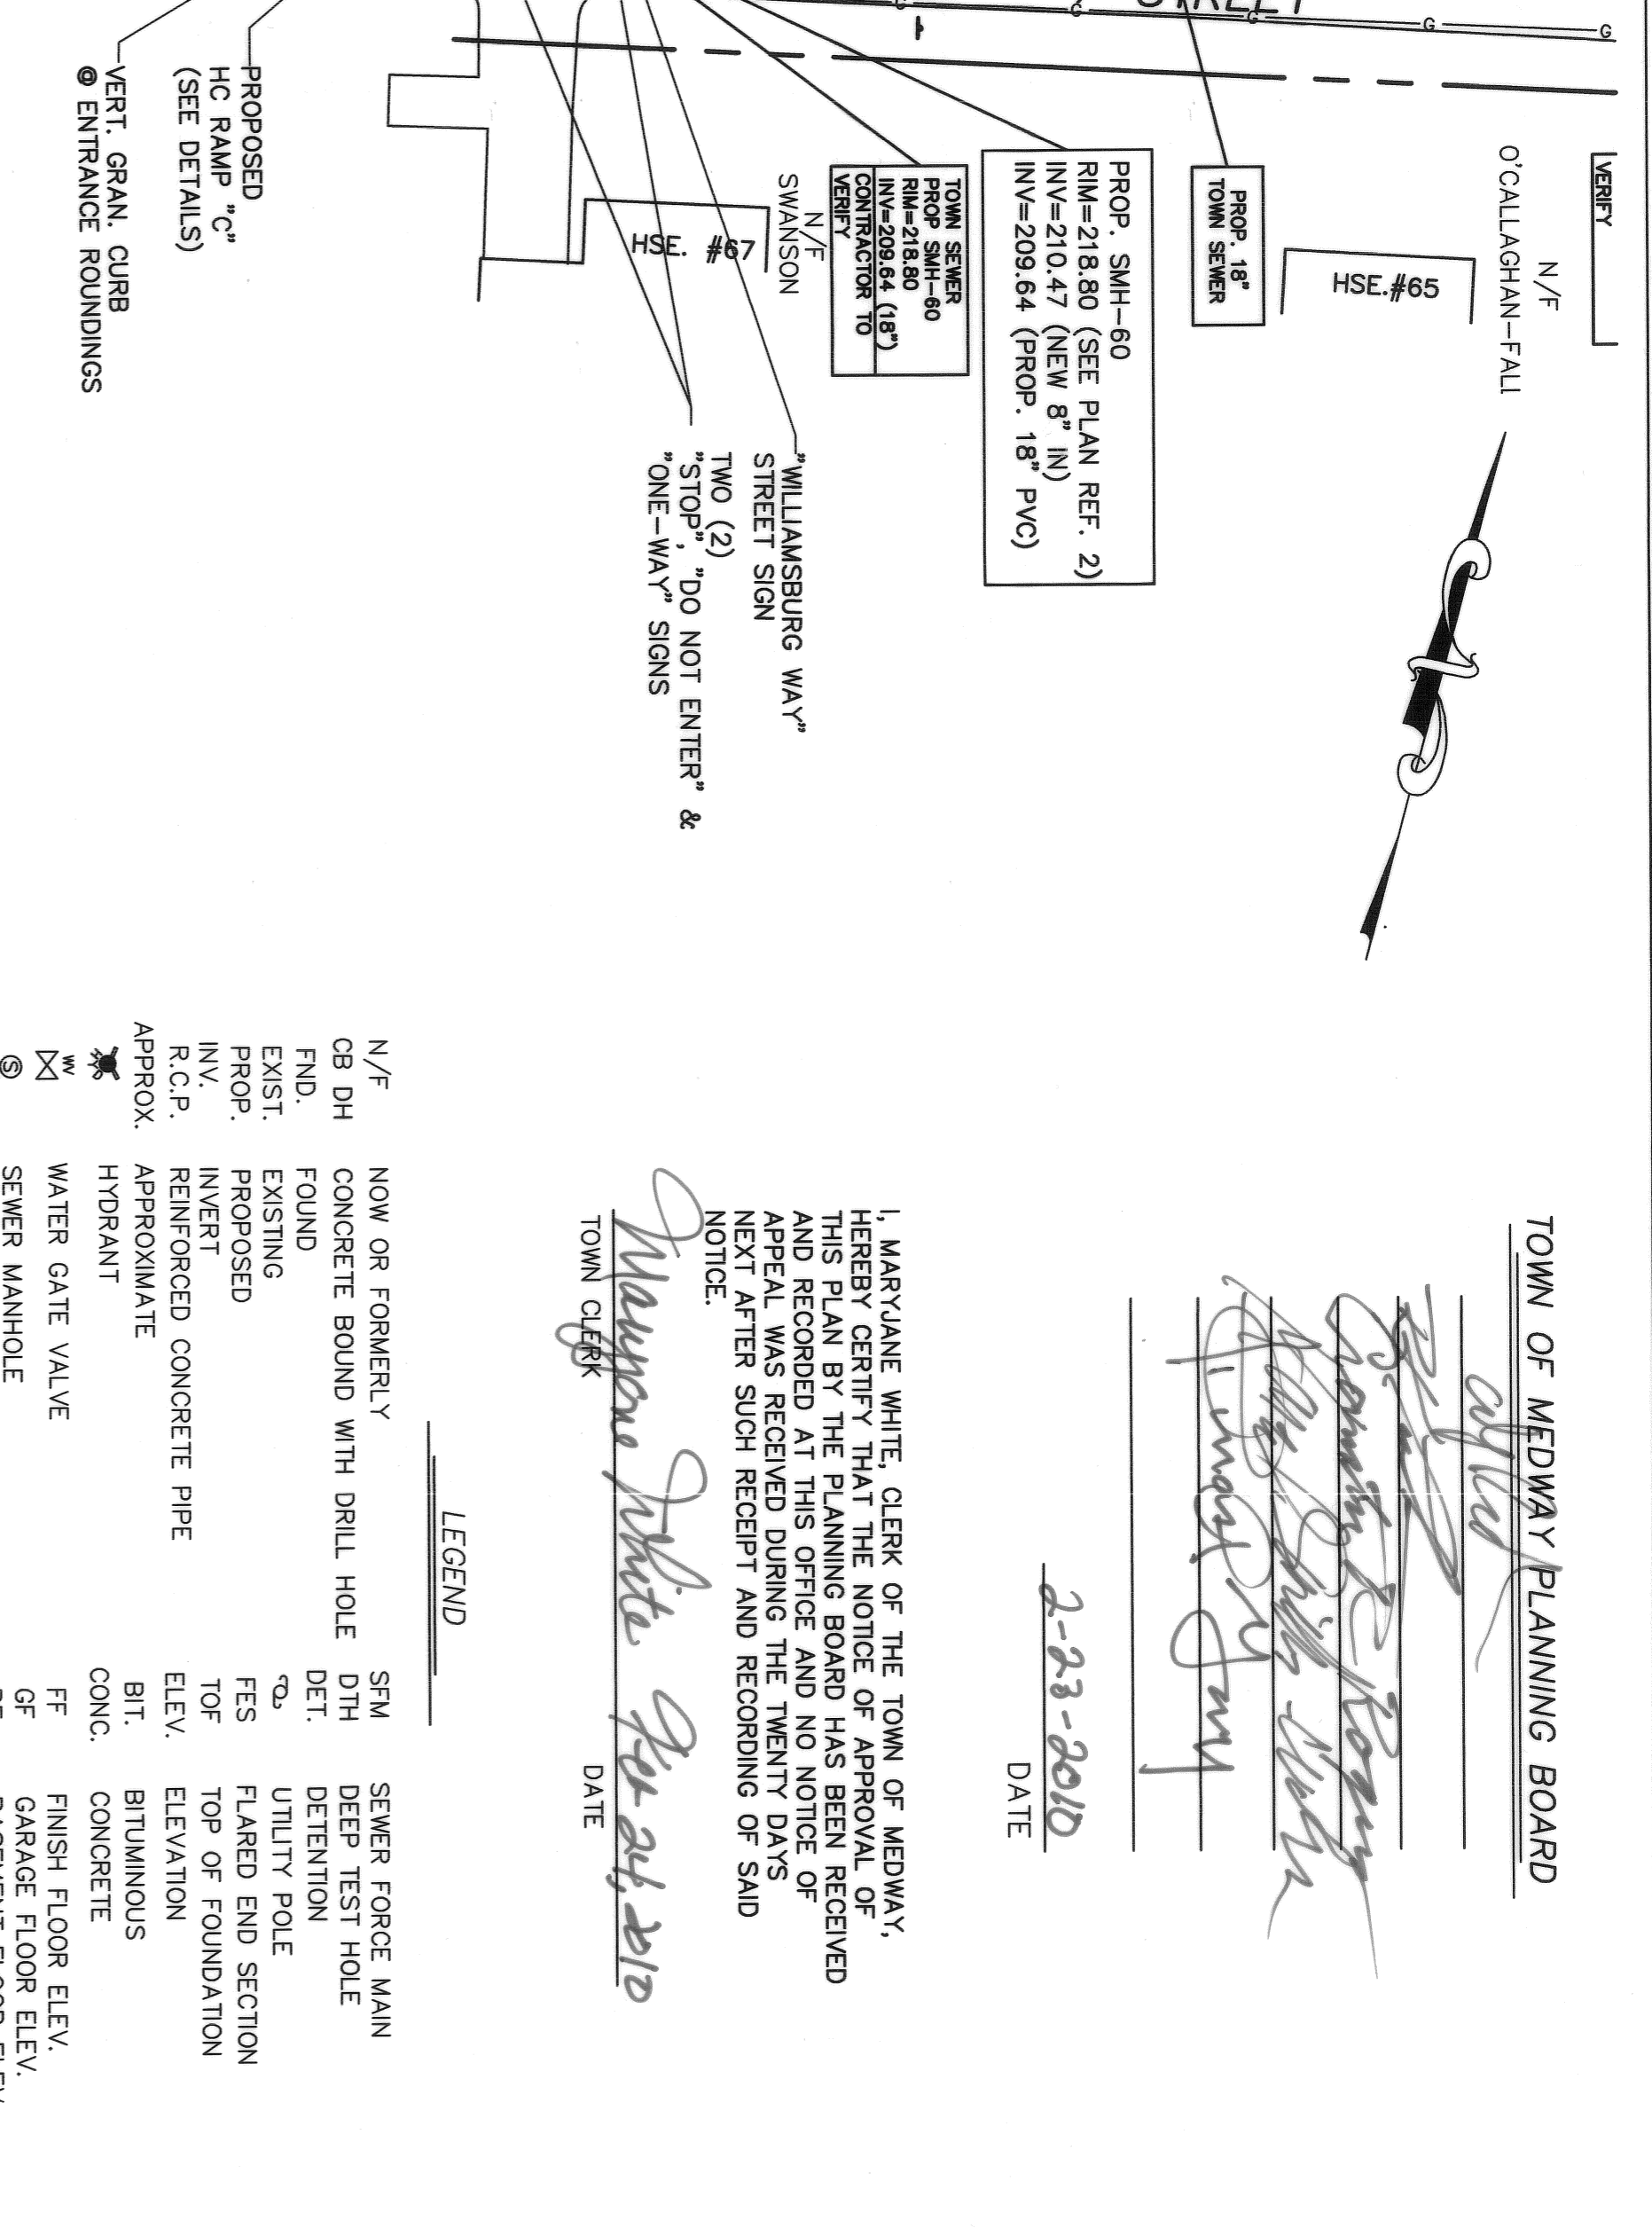 STREET
G G G G G
VERIFY
N/F
O'CALLAGHAN-FALL
HSE.#65
PROP. 18"
TOWN SEWER
PROP. SMH-60
RIM=218.80 (SEE PLAN REF. 2)
INV=210.47 (NEW 8" IN)
INV=209.64 (PROP. 18" PVC)
TOWN SEWER
PROP SMH-60
RIM=218.80
INV=209.64 (18")
CONTRACTOR TO
VERIFY
N/F
SWANSON
HSE. #67
"WILLIAMSBURG WAY"
STREET SIGN
TWO (2)
"STOP", "DO NOT ENTER" &
"ONE-WAY" SIGNS
PROPOSED
HC RAMP "C"
(SEE DETAILS)
VERT. GRAN. CURB
@ ENTRANCE ROUNDINGS
TOWN OF MEDWAY PLANNING BOARD
2-23-2010
DATE
I, MARYJANE WHITE, CLERK OF THE TOWN OF MEDWAY,
HEREBY CERTIFY THAT THE NOTICE OF APPROVAL OF
THIS PLAN BY THE PLANNING BOARD HAS BEEN RECEIVED
AND RECORDED AT THIS OFFICE AND NO NOTICE OF
APPEAL WAS RECEIVED DURING THE TWENTY DAYS
NEXT AFTER SUCH RECEIPT AND RECORDING OF SAID
NOTICE.
Maryjane White Feb 24, 2010
TOWN CLERK DATE
LEGEND
N/F NOW OR FORMERLY
CB DH CONCRETE BOUND WITH DRILL HOLE
FND. FOUND
EXIST. EXISTING
PROP. PROPOSED
INV. INVERT
R.C.P. REINFORCED CONCRETE PIPE
APPROX. APPROXIMATE
HYDRANT
WV WATER GATE VALVE
S SEWER MANHOLE
SFM SEWER FORCE MAIN
DTH DEEP TEST HOLE
DET. DETENTION
UTILITY POLE
FES FLARED END SECTION
TOF TOP OF FOUNDATION
ELEV. ELEVATION
BIT. BITUMINOUS
CONC. CONCRETE
FF FINISH FLOOR ELEV.
GF GARAGE FLOOR ELEV.